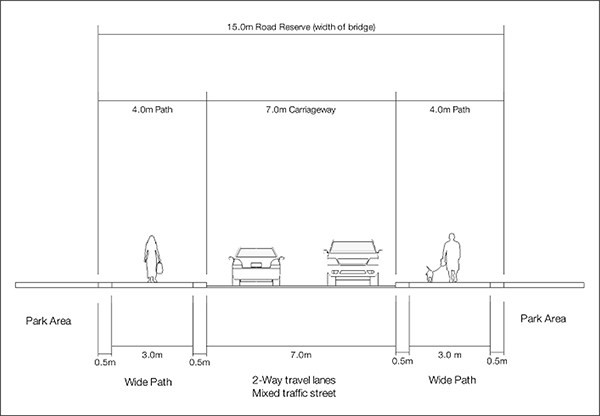 15.0m Road Reserve (width of bridge)
4.0m Path
7.0m Carriageway
4.0m Path
Park Area
Park Area
0.5m
3.0m
0.5m
7.0m
0.5m
3.0 m
0.5m
Wide Path
2-Way travel lanes
Mixed traffic street
Wide Path